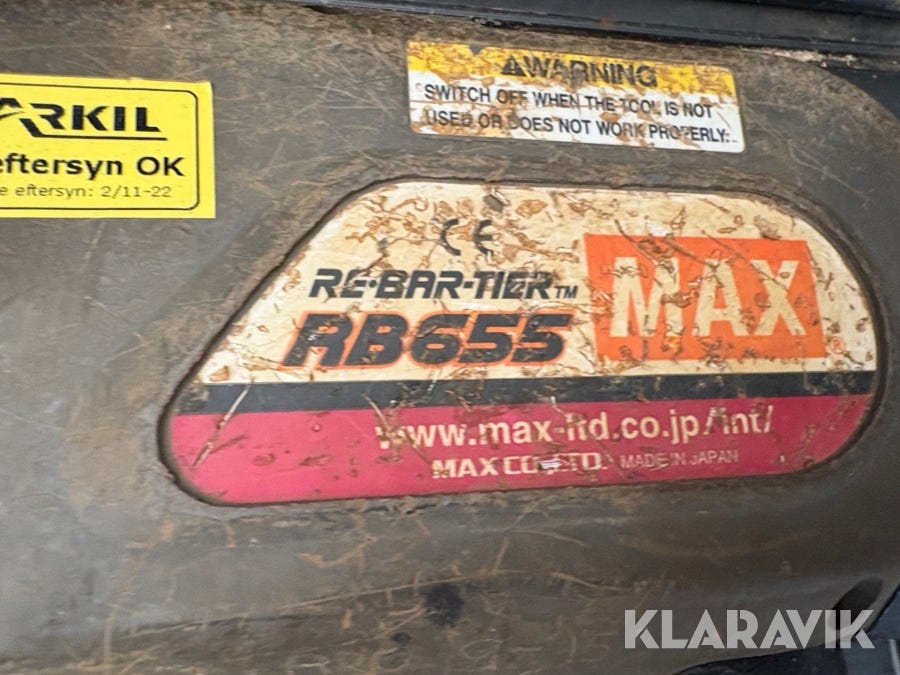 ARKIL
eftersyn OK
e eftersyn: 2/11-22
WARNING
SWITCH OFF WHEN THE TOOL IS NOT
USED OR DOES NOT WORK PROPERLY.
CE
RE-BAR-TIER™
RB655
MAX®
www.max-ltd.co.jp/int/
MAX CO., LTD. MADE IN JAPAN
KLARAVIK